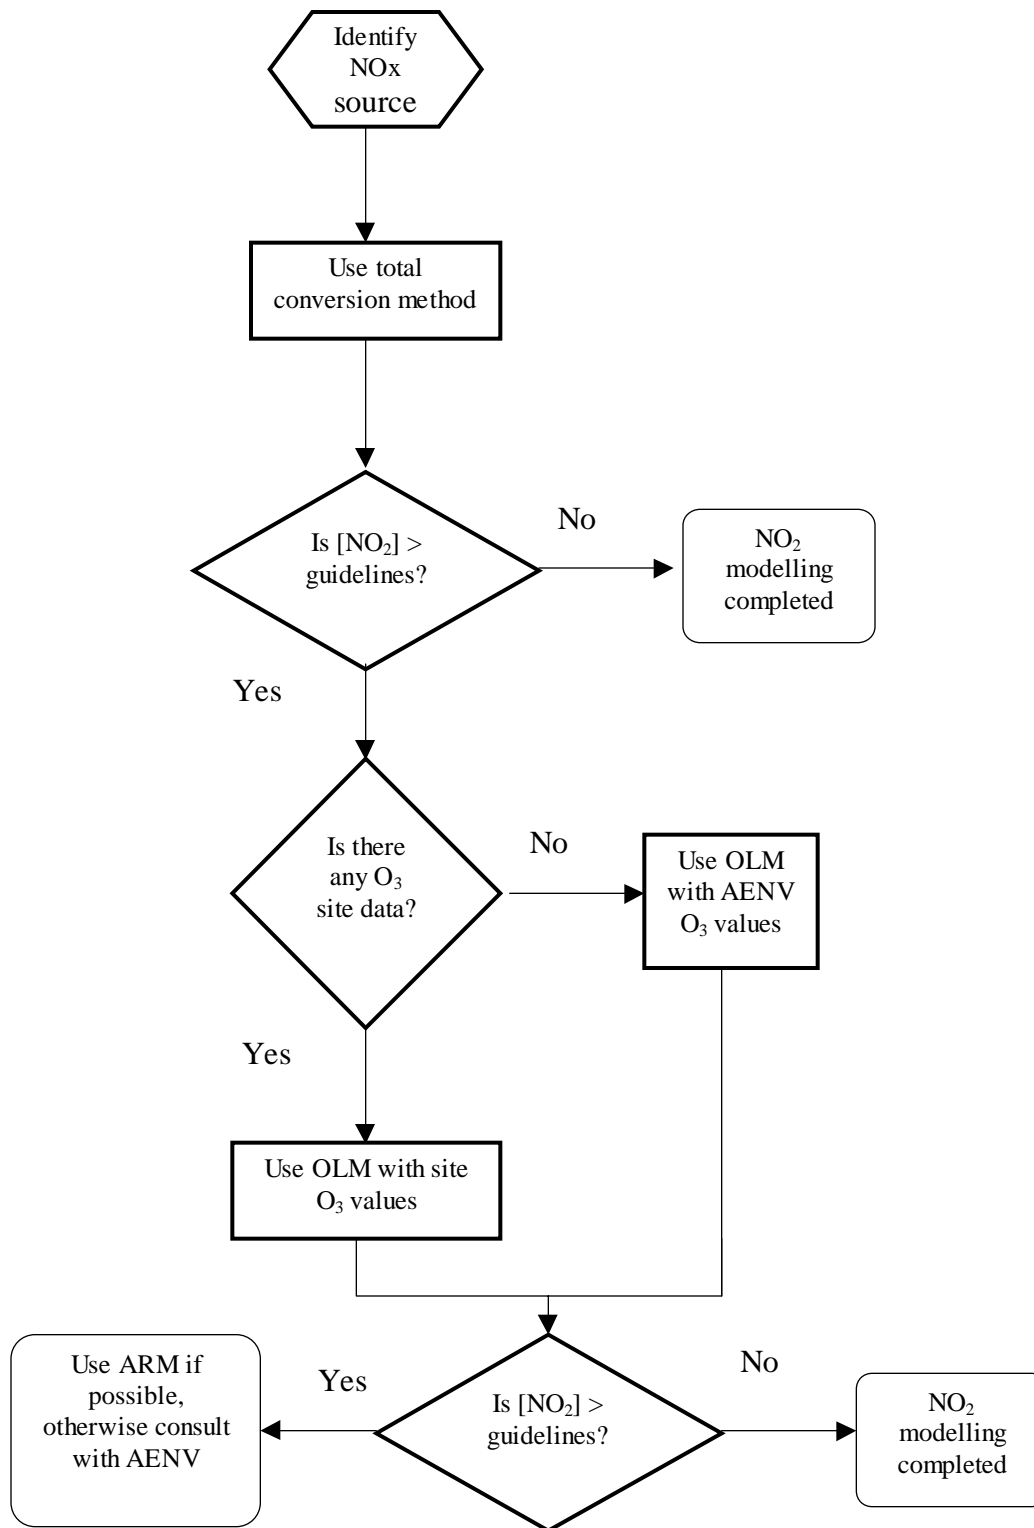 Identify
NOx
source
Use total
conversion method
Is [NO₂] >
guidelines?
No
NO₂
modelling
completed
Yes
Is there
any O₃
site data?
No
Use OLM
with AENV
O₃ values
Yes
Use OLM with site
O₃ values
Use ARM if
possible,
otherwise consult
with AENV
Yes
Is [NO₂] >
guidelines?
No
NO₂
modelling
completed